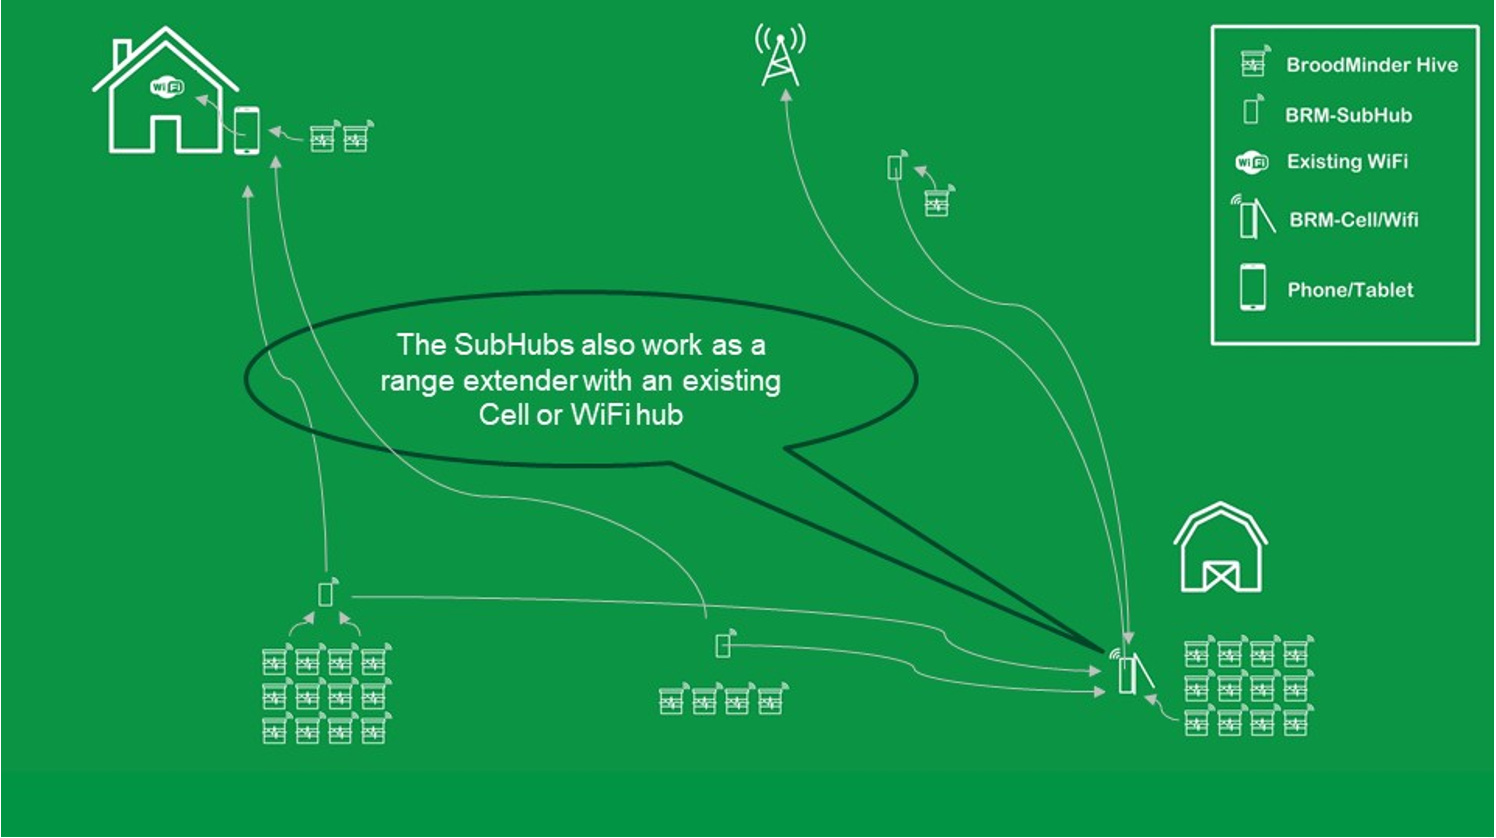 WiFi
BroodMinder Hive
BRM-SubHub
WiFi
Existing WiFi
BRM-Cell/Wifi
Phone/Tablet
The SubHubs also work as a
range extender with an existing
Cell or WiFi hub